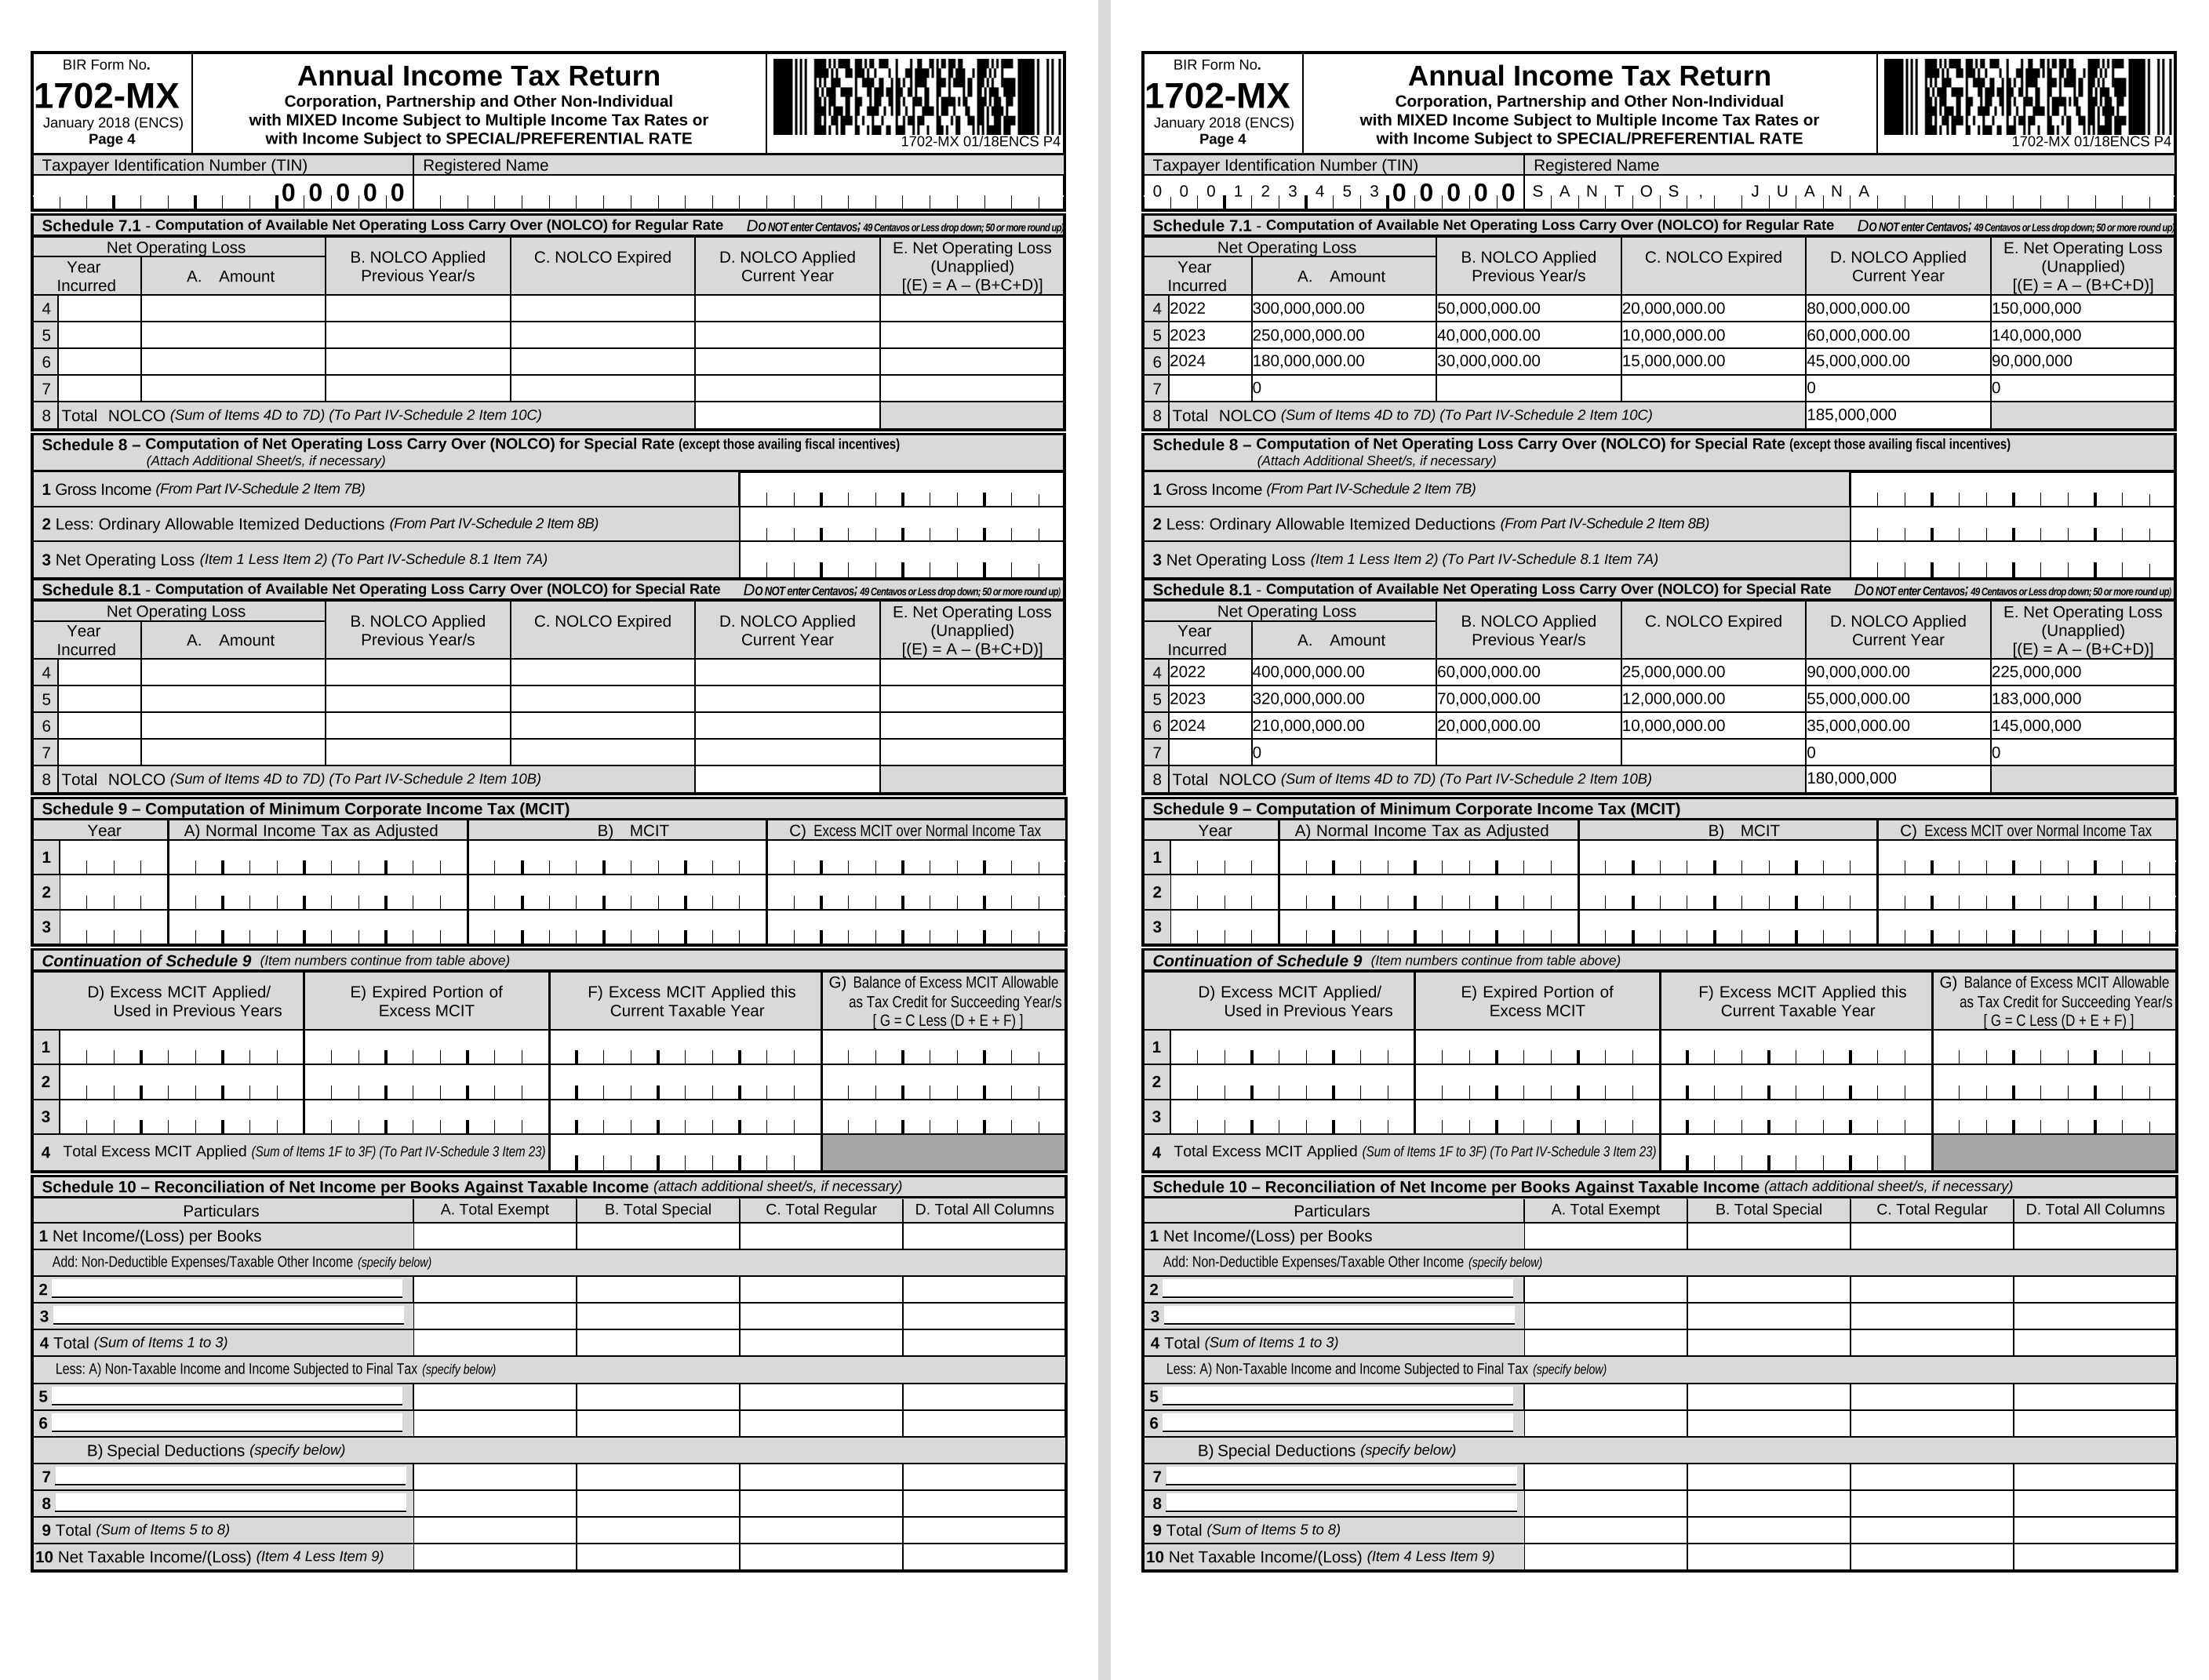 BIR Form No.
1702-MX
January 2018 (ENCS)
Page 4
Annual Income Tax Return
Corporation, Partnership and Other Non-Individual
with MIXED Income Subject to Multiple Income Tax Rates or
with Income Subject to SPECIAL/PREFERENTIAL RATE
1702-MX 01/18ENCS P4
Taxpayer Identification Number (TIN) Registered Name
0 0 0 0 0
Schedule 7.1 - Computation of Available Net Operating Loss Carry Over (NOLCO) for Regular Rate Do NOT enter Centavos; 49 Centavos or Less drop down; 50 or more round up)
Net Operating Loss
Year Incurred
A. Amount
B. NOLCO Applied Previous Year/s
C. NOLCO Expired
D. NOLCO Applied Current Year
E. Net Operating Loss (Unapplied) [(E) = A – (B+C+D)]
4
5
6
7
8 Total NOLCO (Sum of Items 4D to 7D) (To Part IV-Schedule 2 Item 10C)
Schedule 8 – Computation of Net Operating Loss Carry Over (NOLCO) for Special Rate (except those availing fiscal incentives)
(Attach Additional Sheet/s, if necessary)
1 Gross Income (From Part IV-Schedule 2 Item 7B)
2 Less: Ordinary Allowable Itemized Deductions (From Part IV-Schedule 2 Item 8B)
3 Net Operating Loss (Item 1 Less Item 2) (To Part IV-Schedule 8.1 Item 7A)
Schedule 8.1 - Computation of Available Net Operating Loss Carry Over (NOLCO) for Special Rate Do NOT enter Centavos; 49 Centavos or Less drop down; 50 or more round up)
Net Operating Loss
Year Incurred
A. Amount
B. NOLCO Applied Previous Year/s
C. NOLCO Expired
D. NOLCO Applied Current Year
E. Net Operating Loss (Unapplied) [(E) = A – (B+C+D)]
4
5
6
7
8 Total NOLCO (Sum of Items 4D to 7D) (To Part IV-Schedule 2 Item 10B)
Schedule 9 – Computation of Minimum Corporate Income Tax (MCIT)
Year A) Normal Income Tax as Adjusted B) MCIT C) Excess MCIT over Normal Income Tax
1
2
3
Continuation of Schedule 9 (Item numbers continue from table above)
D) Excess MCIT Applied/ Used in Previous Years
E) Expired Portion of Excess MCIT
F) Excess MCIT Applied this Current Taxable Year
G) Balance of Excess MCIT Allowable as Tax Credit for Succeeding Year/s [ G = C Less (D + E + F) ]
1
2
3
4 Total Excess MCIT Applied (Sum of Items 1F to 3F) (To Part IV-Schedule 3 Item 23)
Schedule 10 – Reconciliation of Net Income per Books Against Taxable Income (attach additional sheet/s, if necessary)
Particulars A. Total Exempt B. Total Special C. Total Regular D. Total All Columns
1 Net Income/(Loss) per Books
Add: Non-Deductible Expenses/Taxable Other Income (specify below)
2
3
4 Total (Sum of Items 1 to 3)
Less: A) Non-Taxable Income and Income Subjected to Final Tax (specify below)
5
6
B) Special Deductions (specify below)
7
8
9 Total (Sum of Items 5 to 8)
10 Net Taxable Income/(Loss) (Item 4 Less Item 9)
BIR Form No.
1702-MX
January 2018 (ENCS)
Page 4
Annual Income Tax Return
Corporation, Partnership and Other Non-Individual
with MIXED Income Subject to Multiple Income Tax Rates or
with Income Subject to SPECIAL/PREFERENTIAL RATE
1702-MX 01/18ENCS P4
Taxpayer Identification Number (TIN) Registered Name
0 0 0 1 2 3 4 5 3 0 0 0 0 0 S A N T O S , J U A N A
Schedule 7.1 - Computation of Available Net Operating Loss Carry Over (NOLCO) for Regular Rate Do NOT enter Centavos; 49 Centavos or Less drop down; 50 or more round up)
Net Operating Loss
Year Incurred
A. Amount
B. NOLCO Applied Previous Year/s
C. NOLCO Expired
D. NOLCO Applied Current Year
E. Net Operating Loss (Unapplied) [(E) = A – (B+C+D)]
4 2022 300,000,000.00 50,000,000.00 20,000,000.00 80,000,000.00 150,000,000
5 2023 250,000,000.00 40,000,000.00 10,000,000.00 60,000,000.00 140,000,000
6 2024 180,000,000.00 30,000,000.00 15,000,000.00 45,000,000.00 90,000,000
7 0 0 0
8 Total NOLCO (Sum of Items 4D to 7D) (To Part IV-Schedule 2 Item 10C) 185,000,000
Schedule 8 – Computation of Net Operating Loss Carry Over (NOLCO) for Special Rate (except those availing fiscal incentives)
(Attach Additional Sheet/s, if necessary)
1 Gross Income (From Part IV-Schedule 2 Item 7B)
2 Less: Ordinary Allowable Itemized Deductions (From Part IV-Schedule 2 Item 8B)
3 Net Operating Loss (Item 1 Less Item 2) (To Part IV-Schedule 8.1 Item 7A)
Schedule 8.1 - Computation of Available Net Operating Loss Carry Over (NOLCO) for Special Rate Do NOT enter Centavos; 49 Centavos or Less drop down; 50 or more round up)
Net Operating Loss
Year Incurred
A. Amount
B. NOLCO Applied Previous Year/s
C. NOLCO Expired
D. NOLCO Applied Current Year
E. Net Operating Loss (Unapplied) [(E) = A – (B+C+D)]
4 2022 400,000,000.00 60,000,000.00 25,000,000.00 90,000,000.00 225,000,000
5 2023 320,000,000.00 70,000,000.00 12,000,000.00 55,000,000.00 183,000,000
6 2024 210,000,000.00 20,000,000.00 10,000,000.00 35,000,000.00 145,000,000
7 0 0 0
8 Total NOLCO (Sum of Items 4D to 7D) (To Part IV-Schedule 2 Item 10B) 180,000,000
Schedule 9 – Computation of Minimum Corporate Income Tax (MCIT)
Year A) Normal Income Tax as Adjusted B) MCIT C) Excess MCIT over Normal Income Tax
1
2
3
Continuation of Schedule 9 (Item numbers continue from table above)
D) Excess MCIT Applied/ Used in Previous Years
E) Expired Portion of Excess MCIT
F) Excess MCIT Applied this Current Taxable Year
G) Balance of Excess MCIT Allowable as Tax Credit for Succeeding Year/s [ G = C Less (D + E + F) ]
1
2
3
4 Total Excess MCIT Applied (Sum of Items 1F to 3F) (To Part IV-Schedule 3 Item 23)
Schedule 10 – Reconciliation of Net Income per Books Against Taxable Income (attach additional sheet/s, if necessary)
Particulars A. Total Exempt B. Total Special C. Total Regular D. Total All Columns
1 Net Income/(Loss) per Books
Add: Non-Deductible Expenses/Taxable Other Income (specify below)
2
3
4 Total (Sum of Items 1 to 3)
Less: A) Non-Taxable Income and Income Subjected to Final Tax (specify below)
5
6
B) Special Deductions (specify below)
7
8
9 Total (Sum of Items 5 to 8)
10 Net Taxable Income/(Loss) (Item 4 Less Item 9)